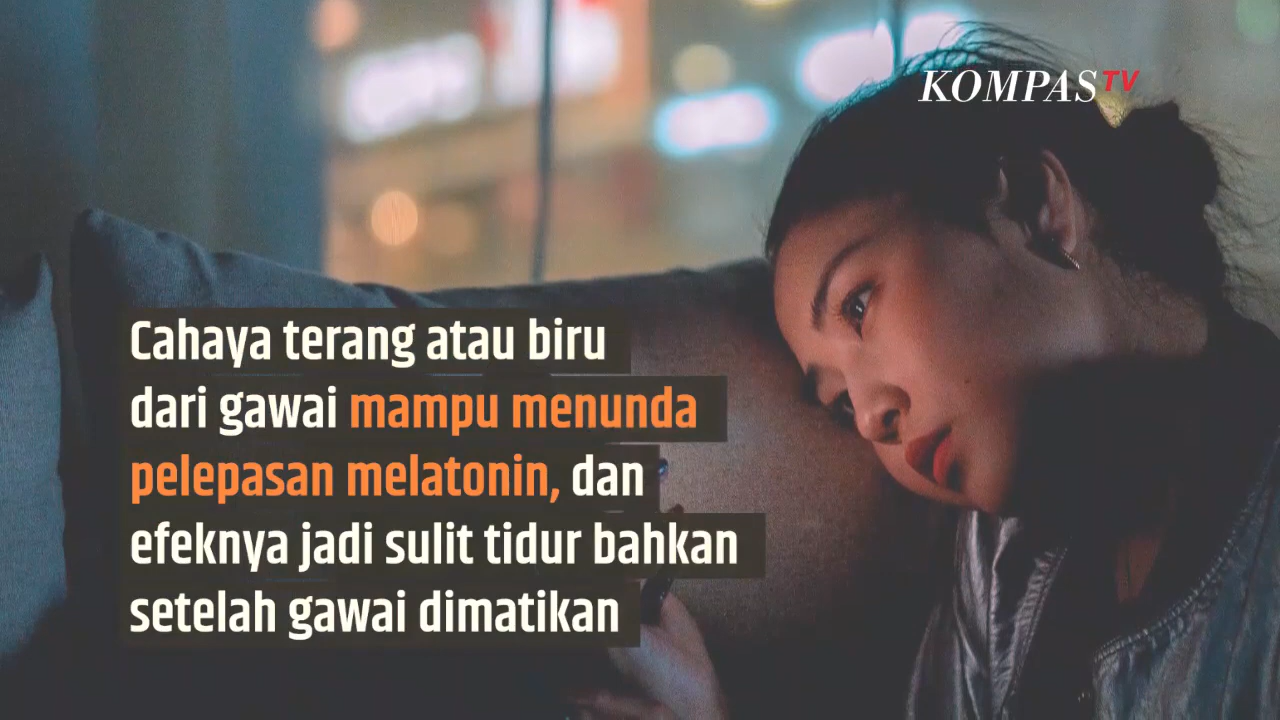 KOMPASTV
Cahaya terang atau biru
dari gawai mampu menunda
pelepasan melatonin, dan
efeknya jadi sulit tidur bahkan
setelah gawai dimatikan